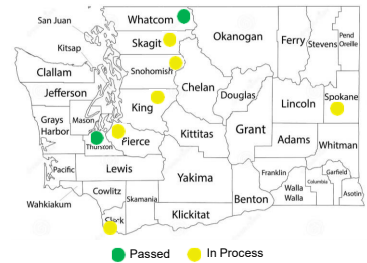 San Juan
Whatcom
Skagit
Okanogan
Ferry
Stevens
Pend
Oreille
Kitsap
Snohomish
Clallam
Chelan
Jefferson
Douglas
Lincoln
Spokane
King
Mason
Grays
Harbor
Kittitas
Grant
Adams
Whitman
Thurston
Pierce
Pacific
Lewis
Yakima
Franklin
Garfield
Columbia
Walla
Walla
Asotin
Benton
Wahkiakum
Cowlitz
Skamania
Klickitat
Clark
Passed
In Process